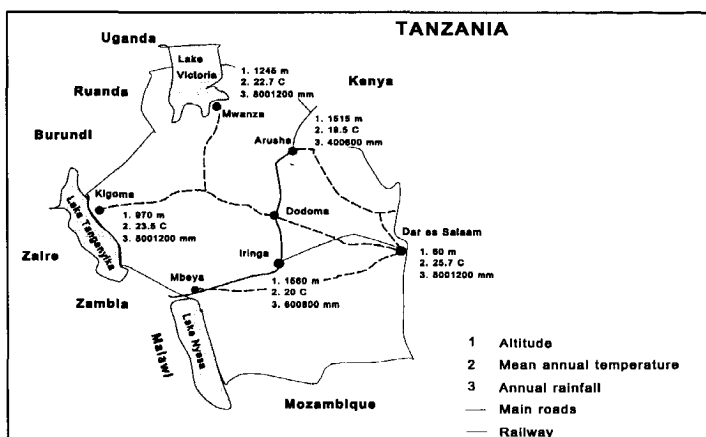 TANZANIA
Uganda
Lake
Victoria
Kenya
Ruanda
1. 1245 m
2. 22.7 C
3. 8001200 mm
Mwanza
1. 1515 m
2. 18.5 C
3. 400600 mm
Burundi
Arusha
Kigoma
1. 970 m
2. 23.5 C
3. 8001200 mm
Lake Tanganyika
Dodoma
Dar es Salaam
1. 60 m
2. 25.7 C
3. 8001200 mm
Zaire
Iringa
1. 1560 m
2. 20 C
3. 600800 mm
Mbeya
Zambia
Lake Nyasa
Malawi
Mozambique
1 Altitude
2 Mean annual temperature
3 Annual rainfall
Main roads
Railway